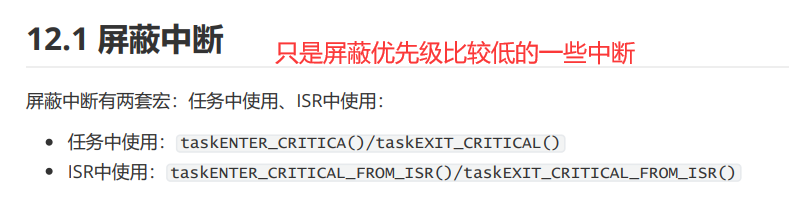 12.1 屏蔽中断
只是屏蔽优先级比较低的一些中断
屏蔽中断有两套宏：任务中使用、ISR中使用：
• 任务中使用：taskENTER_CRITICA()/taskEXIT_CRITICAL()
• ISR中使用：taskENTER_CRITICAL_FROM_ISR()/taskEXIT_CRITICAL_FROM_ISR()